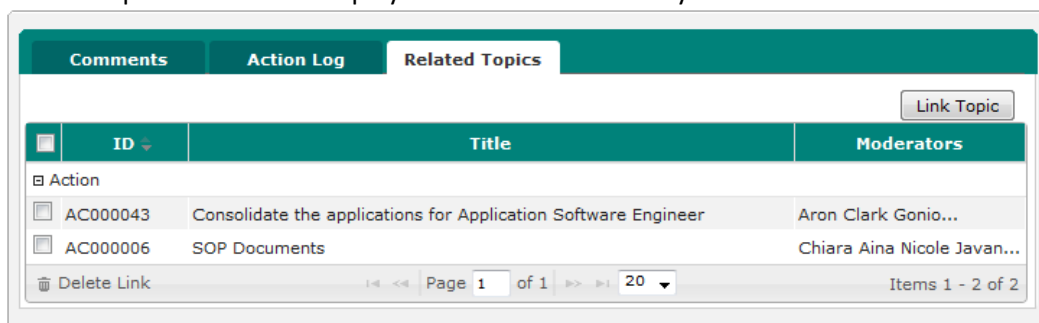 Comments Action Log Related Topics
Link Topic
ID Title Moderators
Action
AC000043 Consolidate the applications for Application Software Engineer Aron Clark Gonio...
AC000006 SOP Documents Chiara Aina Nicole Javan...
Delete Link Page 1 of 1 20 Items 1 - 2 of 2